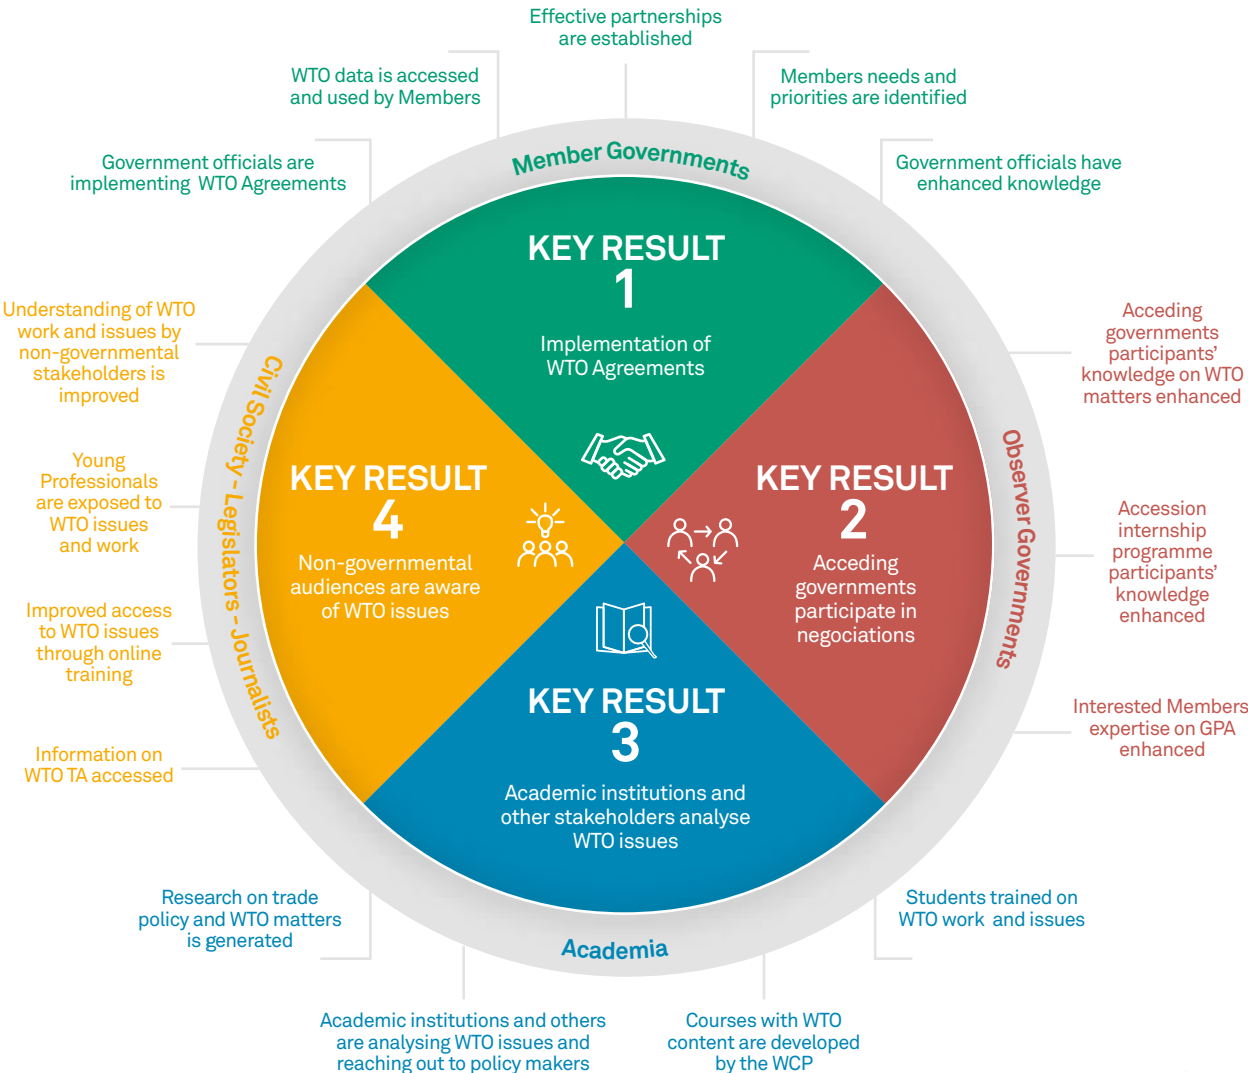 Effective partnerships
are established
WTO data is accessed
and used by Members
Members needs and
priorities are identified
Government officials are
implementing WTO Agreements
Government officials have
enhanced knowledge
Member Governments
KEY RESULT
1
Implementation of
WTO Agreements
Understanding of WTO
work and issues by
non-governmental
stakeholders is
improved
Young
Professionals
are exposed to
WTO issues
and work
Improved access
to WTO issues
through online
training
Information on
WTO TA accessed
Civil Society - Legislators - Journalists
KEY RESULT
4
Non-governmental
audiences are aware
of WTO issues
KEY RESULT
2
Acceding
governments
participate in
negociations
Observer Governments
Acceding
governments
participants'
knowledge on WTO
matters enhanced
Accession
internship
programme
participants'
knowledge
enhanced
Interested Members
expertise on GPA
enhanced
KEY RESULT
3
Academic institutions and
other stakeholders analyse
WTO issues
Academia
Research on trade
policy and WTO matters
is generated
Students trained on
WTO work and issues
Academic institutions and others
are analysing WTO issues and
reaching out to policy makers
Courses with WTO
content are developed
by the WCP